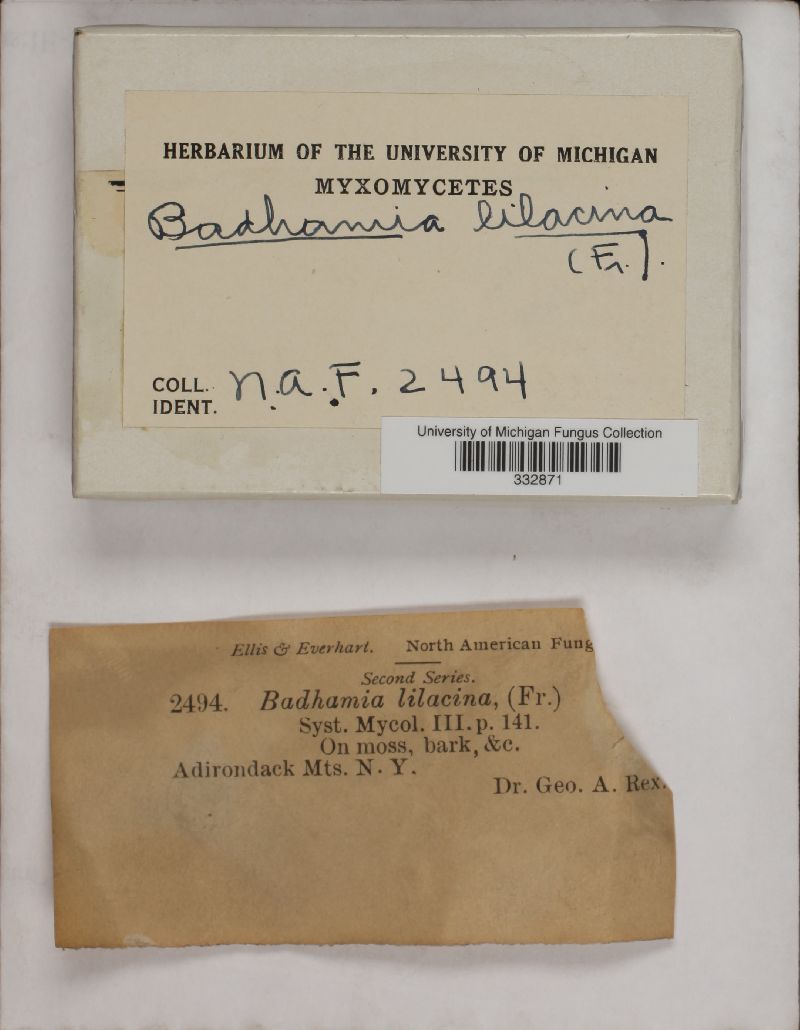 HERBARIUM OF THE UNIVERSITY OF MICHIGAN
MYXOMYCETES
Badhamia lilacina
(Fr.).
COLL. N.A.F. 2494
IDENT.
University of Michigan Fungus Collection
332871
Ellis & Everhart. North American Fung
Second Series.
2494. Badhamia lilacina, (Fr.)
Syst. Mycol. III. p. 141.
On moss, bark, &c.
Adirondack Mts. N. Y.
Dr. Geo. A. Rex.